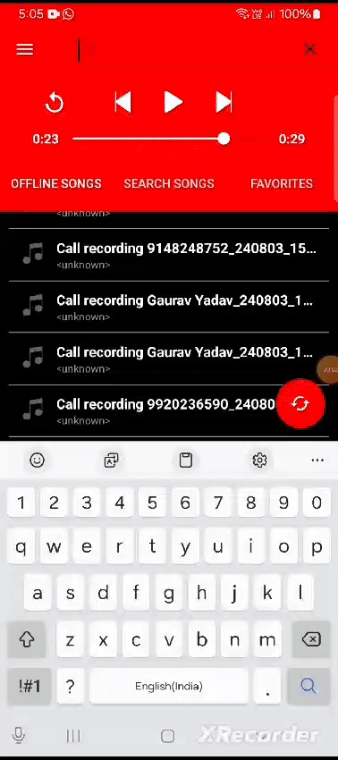 5:05
100%
0:23
0:29
OFFLINE SONGS SEARCH SONGS FAVORITES
<unknown>
Call recording 9148248752_240803_15...
<unknown>
Call recording Gaurav Yadav_240803_1...
<unknown>
Call recording Gaurav Yadav_240803_1...
<unknown>
Call recording 9920236590_24080
<unknown>
1 2 3 4 5 6 7 8 9 0
q w e r t y u i o p
a s d f g h j k l
z x c v b n m
!#1 ? English(India) .
XRecorder